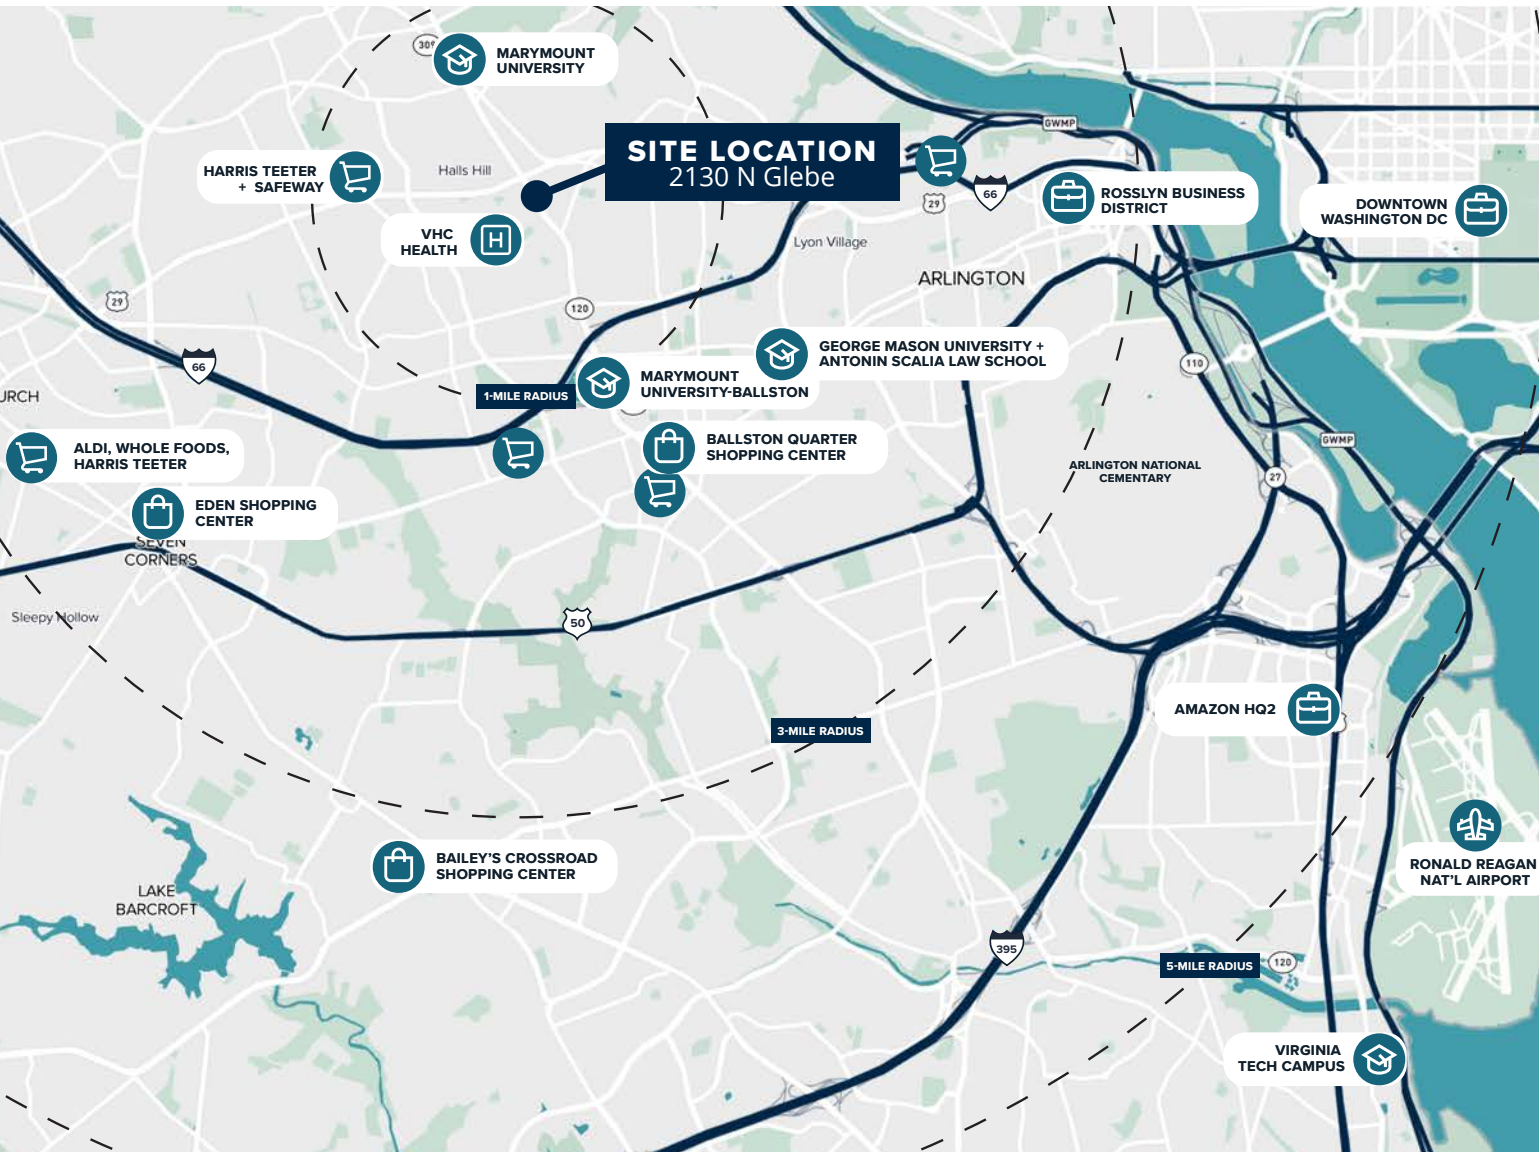 309
MARYMOUNT
UNIVERSITY
GWMP
SITE LOCATION
2130 N Glebe
HARRIS TEETER
+ SAFEWAY
Halls Hill
66
29
ROSSLYN BUSINESS
DISTRICT
DOWNTOWN
WASHINGTON DC
VHC
HEALTH
H
Lyon Village
ARLINGTON
29
120
66
GEORGE MASON UNIVERSITY +
ANTONIN SCALIA LAW SCHOOL
110
MARYMOUNT
UNIVERSITY-BALLSTON
1-MILE RADIUS
URCH
ALDI, WHOLE FOODS,
HARRIS TEETER
BALLSTON QUARTER
SHOPPING CENTER
GWMP
ARLINGTON NATIONAL
CEMENTARY
27
EDEN SHOPPING
CENTER
SEVEN
CORNERS
Sleepy Hollow
50
AMAZON HQ2
3-MILE RADIUS
RONALD REAGAN
NAT'L AIRPORT
BAILEY'S CROSSROAD
SHOPPING CENTER
LAKE
BARCROFT
395
5-MILE RADIUS
120
VIRGINIA
TECH CAMPUS